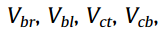 Vbr, Vbl, Vct, Vcb,